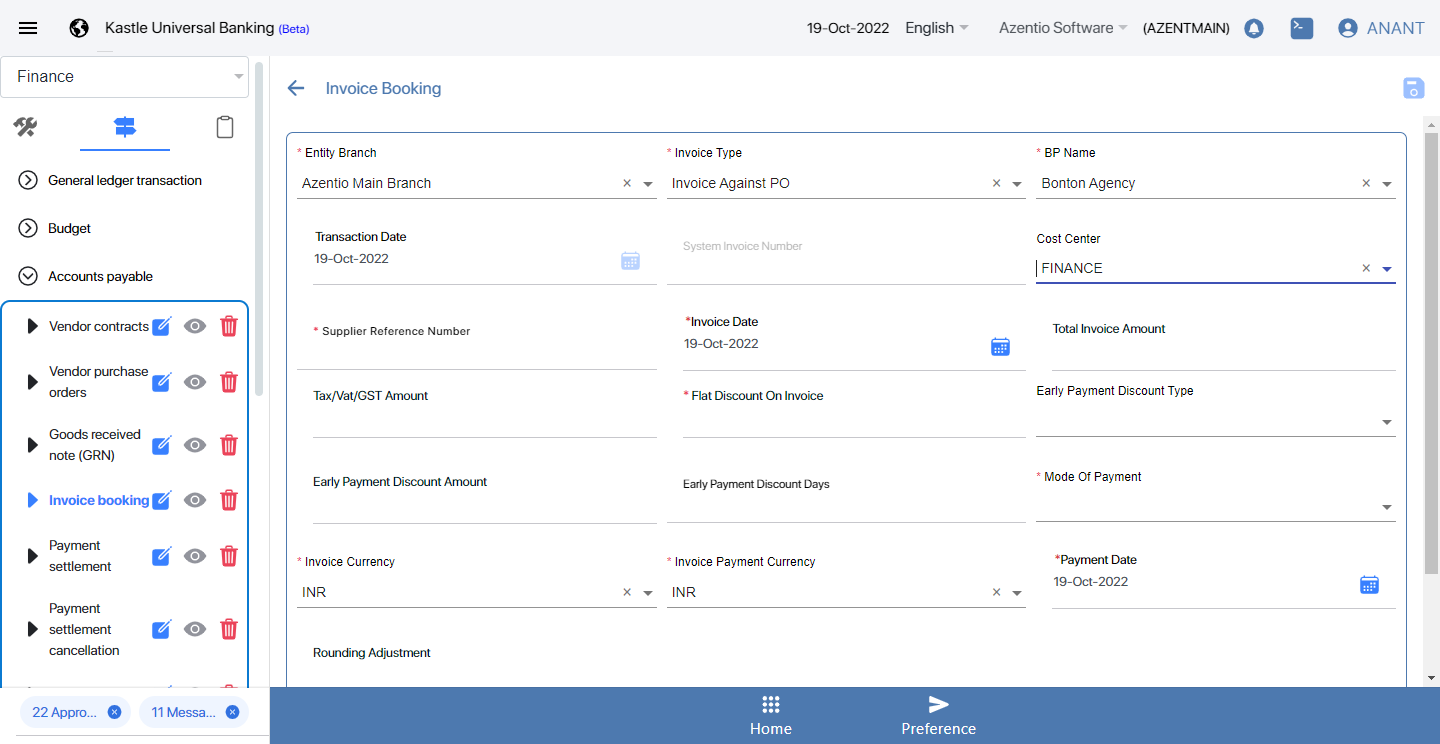 Kastle Universal Banking (Beta)
19-Oct-2022
English
Azentio Software
(AZENTMAIN)
ANANT
Finance
General ledger transaction
Budget
Accounts payable
Vendor contracts
Vendor purchase
orders
Goods received
note (GRN)
Invoice booking
Payment
settlement
Payment
settlement
cancellation
22 Appro...
11 Messa...
Invoice Booking
* Entity Branch
Azentio Main Branch
* Invoice Type
Invoice Against PO
* BP Name
Bonton Agency
Transaction Date
19-Oct-2022
System Invoice Number
Cost Center
FINANCE
* Supplier Reference Number
*Invoice Date
19-Oct-2022
Total Invoice Amount
Tax/Vat/GST Amount
* Flat Discount On Invoice
Early Payment Discount Type
Early Payment Discount Amount
Early Payment Discount Days
* Mode Of Payment
* Invoice Currency
INR
* Invoice Payment Currency
INR
*Payment Date
19-Oct-2022
Rounding Adjustment
Home
Preference